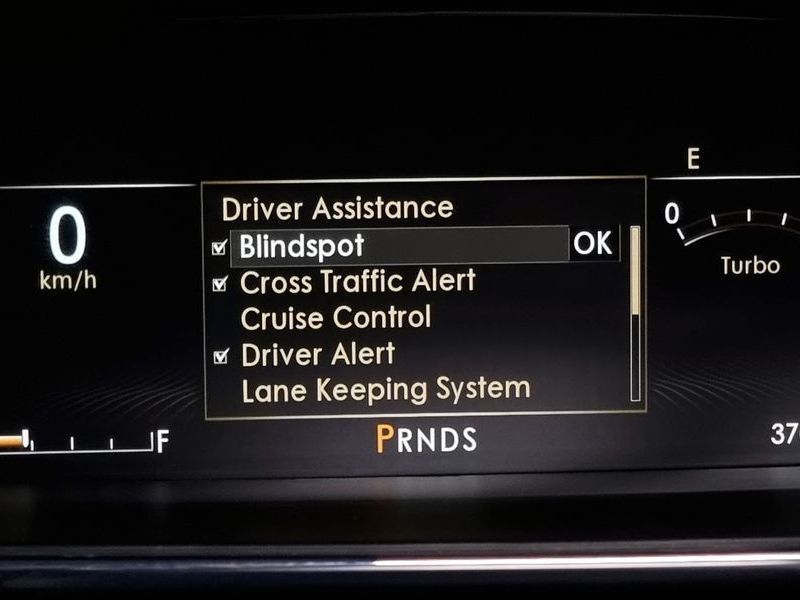 E
0
km/h
Driver Assistance
Blindspot OK
Cross Traffic Alert
Cruise Control
Driver Alert
Lane Keeping System
0
Turbo
F
PRNDS